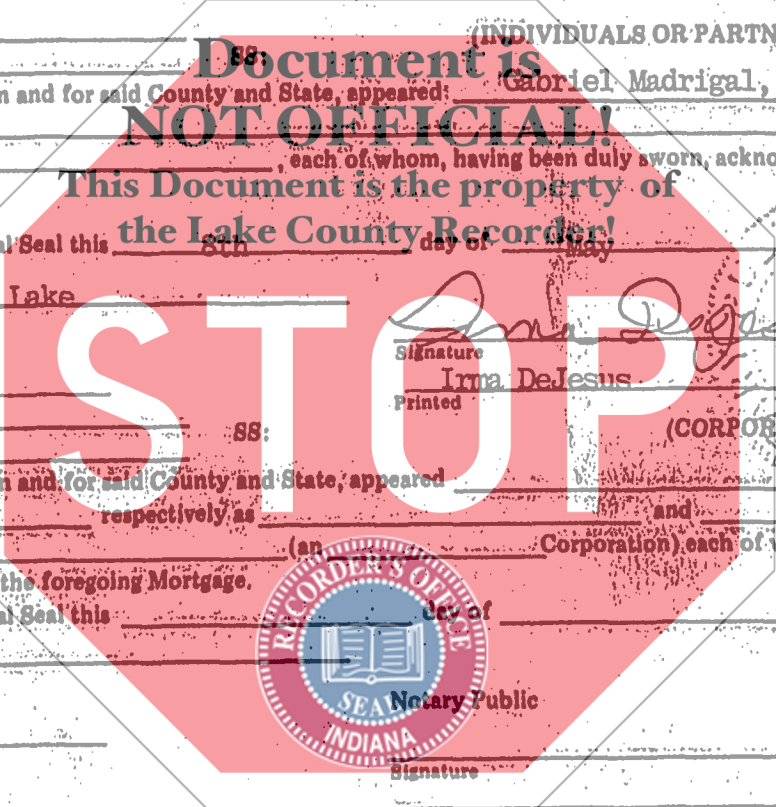 (INDIVIDUALS OR PARTN
SS:
Document is
n and for said County and State, appeared: Gabriel Madrigal,
NOT OFFICIAL!
, each of whom, having been duly sworn, ackno
This Document is the property of
the Lake County Recorder!
al Seal this 8th day of May
Lake
STOP
Irma DeJesus
Signature
Irma DeJesus
Printed
SS:
(CORPOR
n and for said County and State, appeared
respectively as and
(an Corporation) each of
the foregoing Mortgage.
al Seal this day of
RECORDER'S OFFICE
SEAL
INDIANA
Notary Public
Signature